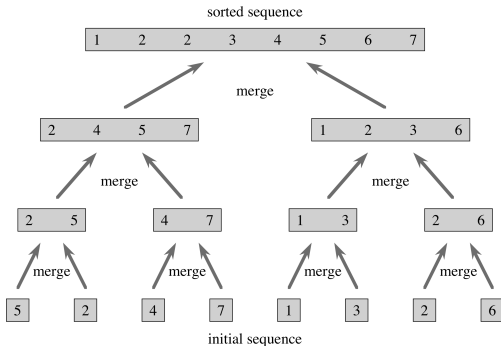 sorted sequence
1 2 2 3 4 5 6 7
merge
2 4 5 7 1 2 3 6
merge merge
2 5 4 7 1 3 2 6
merge merge merge merge
5 2 4 7 1 3 2 6
initial sequence